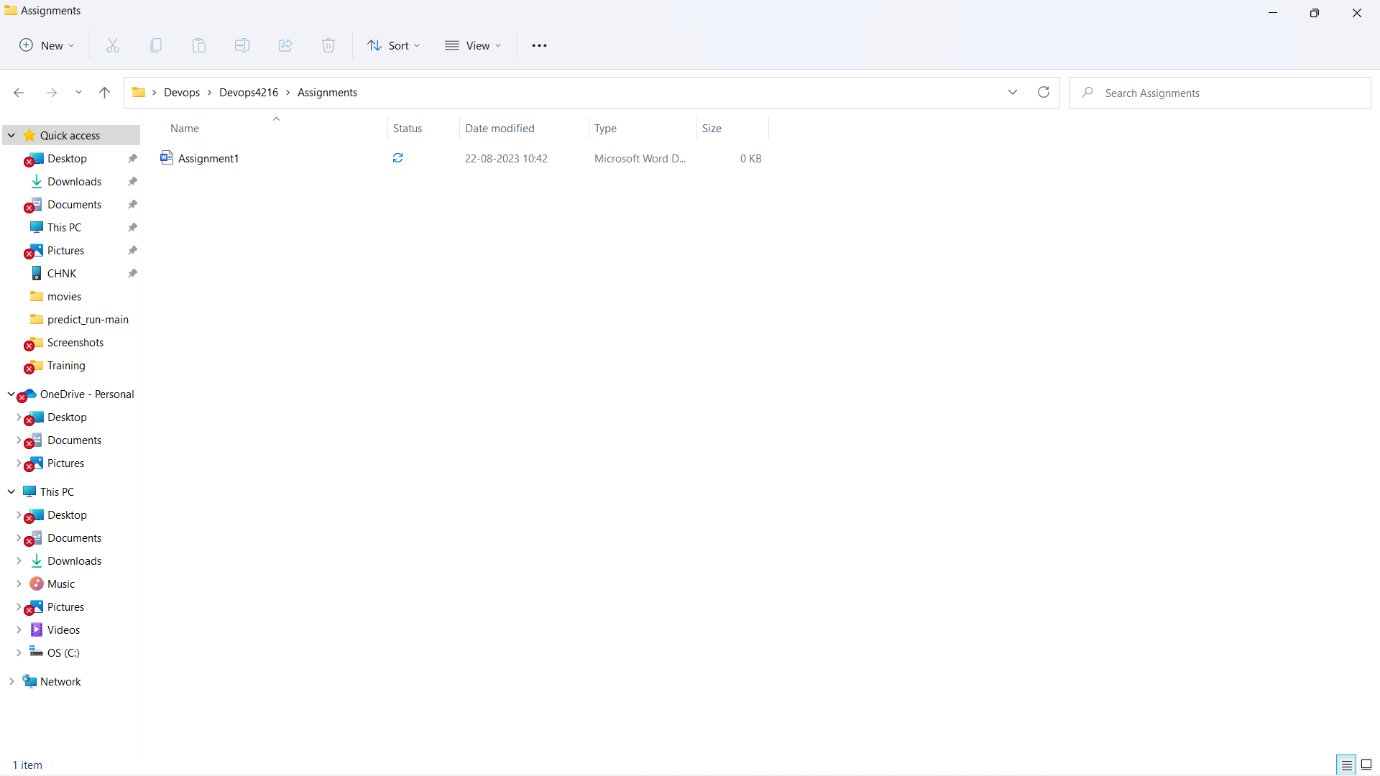 Assignments
New
Sort
View
Devops > Devops4216 > Assignments
Search Assignments
Name Status Date modified Type Size
Assignment1 22-08-2023 10:42 Microsoft Word D... 0 KB
Quick access
Desktop
Downloads
Documents
This PC
Pictures
CHNK
movies
predict_run-main
Screenshots
Training
OneDrive - Personal
Desktop
Documents
Pictures
This PC
Desktop
Documents
Downloads
Music
Pictures
Videos
OS (C:)
Network
1 item